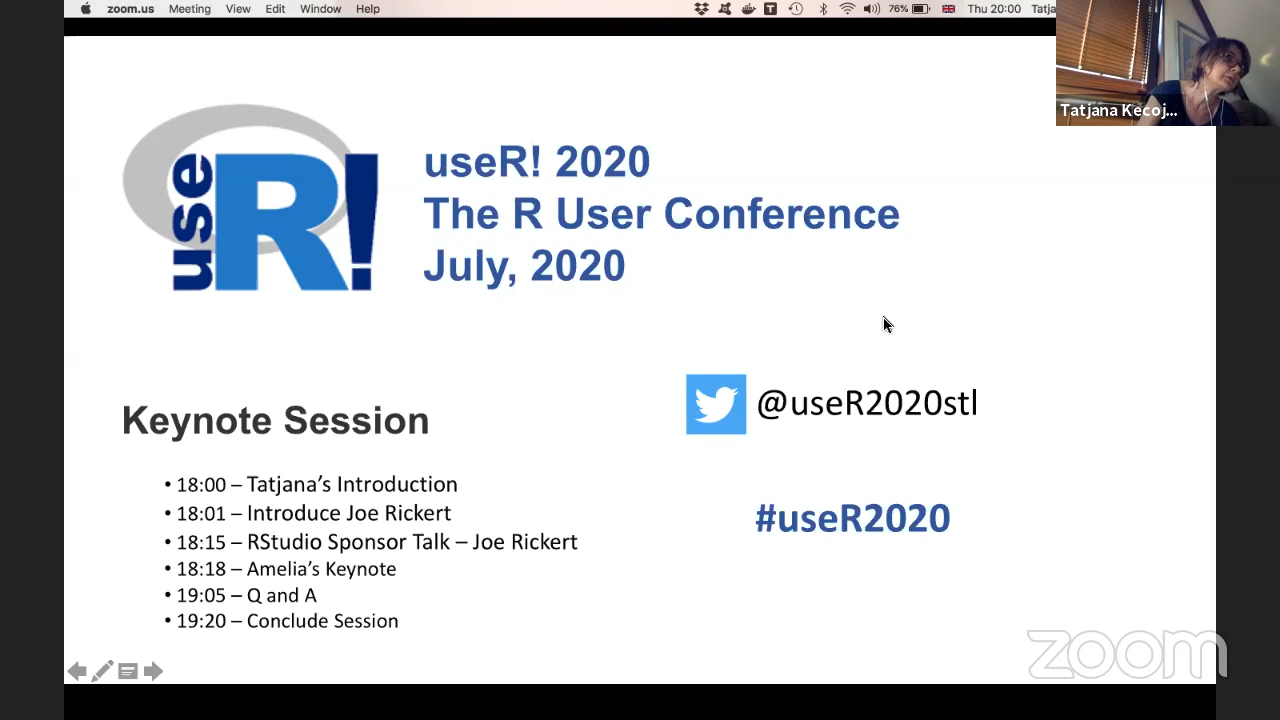 zoom.us Meeting View Edit Window Help 76% Thu 20:00 Tatja
Tatjana Kecoj...
use R!
useR! 2020
The R User Conference
July, 2020
@useR2020stl
Keynote Session
• 18:00 – Tatjana’s Introduction
• 18:01 – Introduce Joe Rickert
• 18:15 – RStudio Sponsor Talk – Joe Rickert
• 18:18 – Amelia’s Keynote
• 19:05 – Q and A
• 19:20 – Conclude Session
#useR2020
zoom